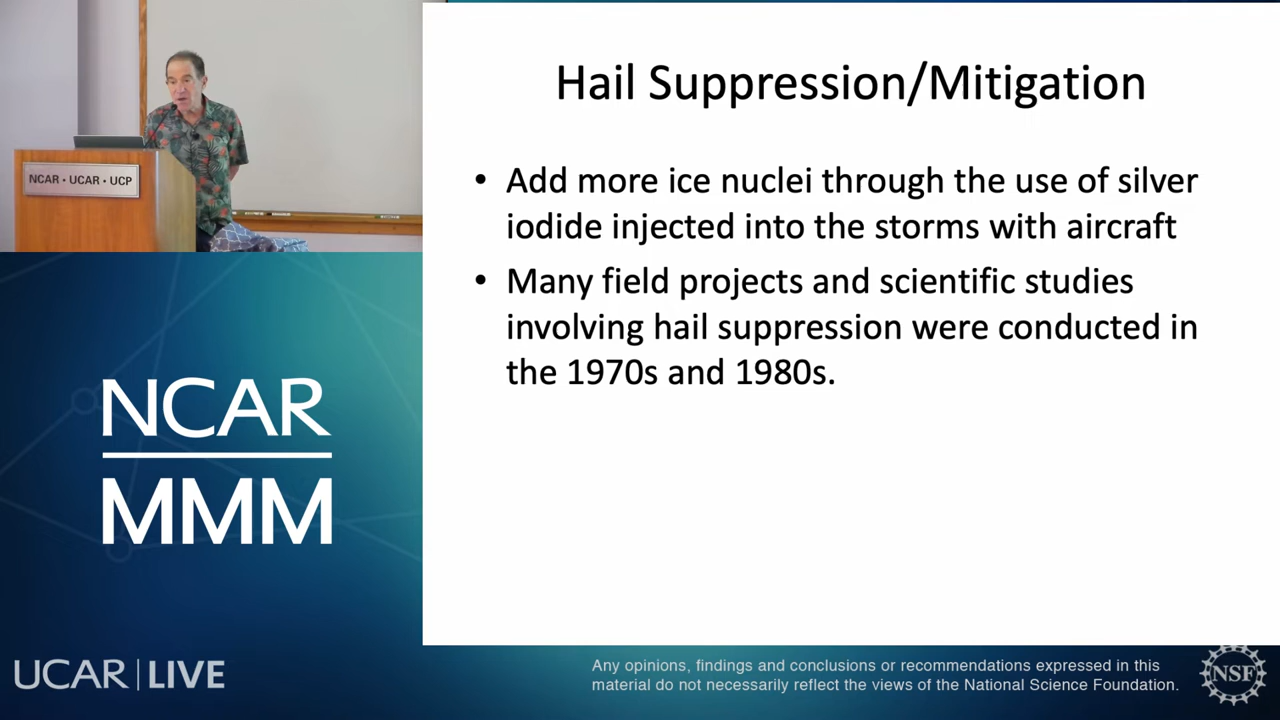 NCAR • UCAR • UCP
Hail Suppression/Mitigation
• Add more ice nuclei through the use of silver
iodide injected into the storms with aircraft
• Many field projects and scientific studies
involving hail suppression were conducted in
the 1970s and 1980s.
NCAR
MMM
UCAR | LIVE
Any opinions, findings and conclusions or recommendations expressed in this
material do not necessarily reflect the views of the National Science Foundation.
NSF